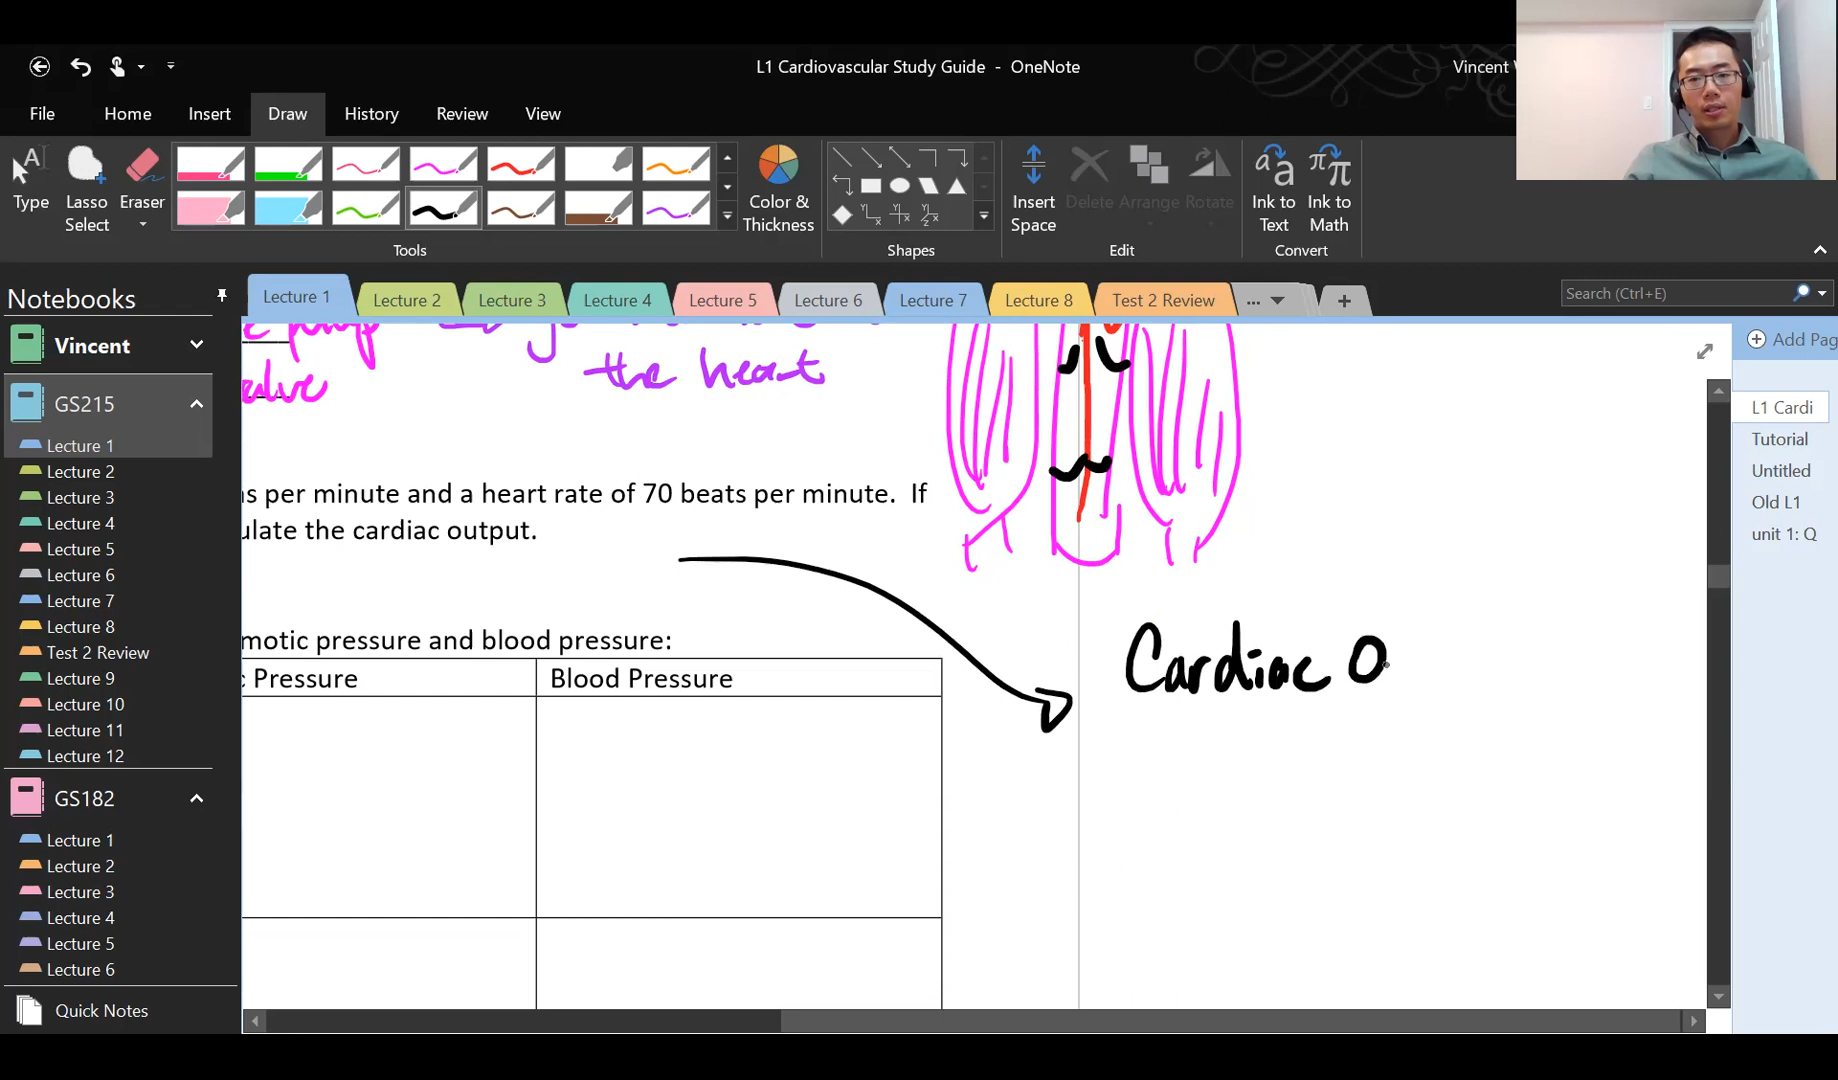 L1 Cardiovascular Study Guide - OneNote
Vincent
File Home Insert Draw History Review View
Type
Lasso Select
Eraser
Color & Thickness
Insert Space
Delete
Arrange
Rotate
Ink to Text
Ink to Math
Tools
Shapes
Edit
Convert
Notebooks
Lecture 1 Lecture 2 Lecture 3 Lecture 4 Lecture 5 Lecture 6 Lecture 7 Lecture 8 Test 2 Review ... +
Search (Ctrl+E)
Vincent
GS215
Lecture 1
Lecture 2
Lecture 3
Lecture 4
Lecture 5
Lecture 6
Lecture 7
Lecture 8
Test 2 Review
Lecture 9
Lecture 10
Lecture 11
Lecture 12
GS182
Lecture 1
Lecture 2
Lecture 3
Lecture 4
Lecture 5
Lecture 6
Quick Notes
the heart
s per minute and a heart rate of 70 beats per minute. If
ulate the cardiac output.
motic pressure and blood pressure:
c Pressure
Blood Pressure
Cardiac O
Add Pag
L1 Cardi
Tutorial
Untitled
Old L1
unit 1: Q